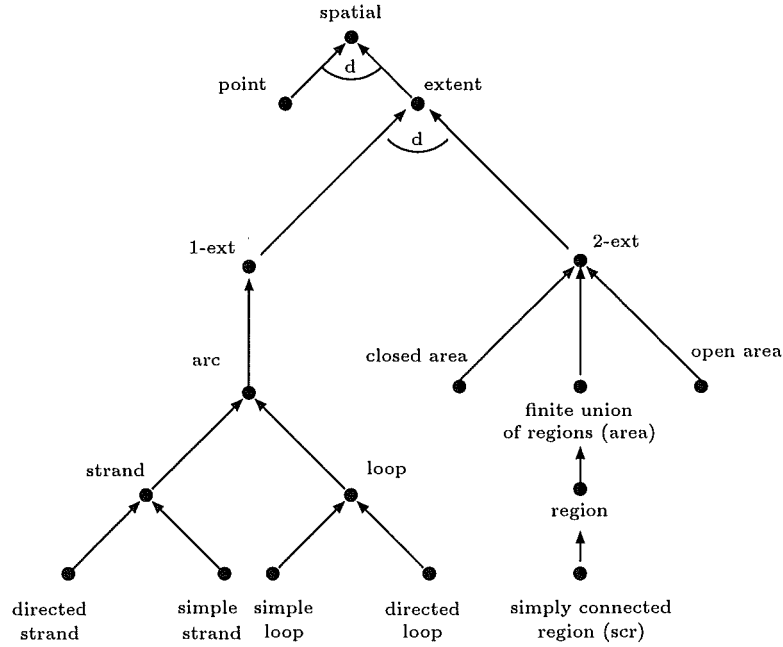 spatial
d
point
extent
d
1-ext
2-ext
arc
closed area
open area
finite union
of regions (area)
strand
loop
region
directed
strand
simple
strand
simple
loop
directed
loop
simply connected
region (scr)